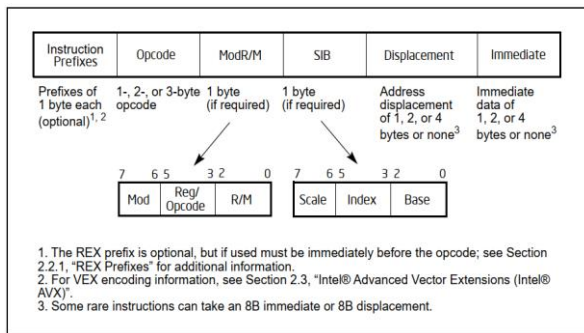 Instruction Prefixes Opcode ModR/M SIB Displacement Immediate
Prefixes of 1-, 2-, or 3-byte 1 byte 1 byte Address Immediate
1 byte each opcode (if required) (if required) displacement data of
(optional)1, 2 of 1, 2, or 4 1, 2, or 4
bytes or none3 bytes or none3
7 6 5 3 2 0 7 6 5 3 2 0
Mod Reg/ Opcode R/M Scale Index Base
1. The REX prefix is optional, but if used must be immediately before the opcode; see Section
2.2.1, “REX Prefixes” for additional information.
2. For VEX encoding information, see Section 2.3, “Intel® Advanced Vector Extensions (Intel®
AVX)”.
3. Some rare instructions can take an 8B immediate or 8B displacement.